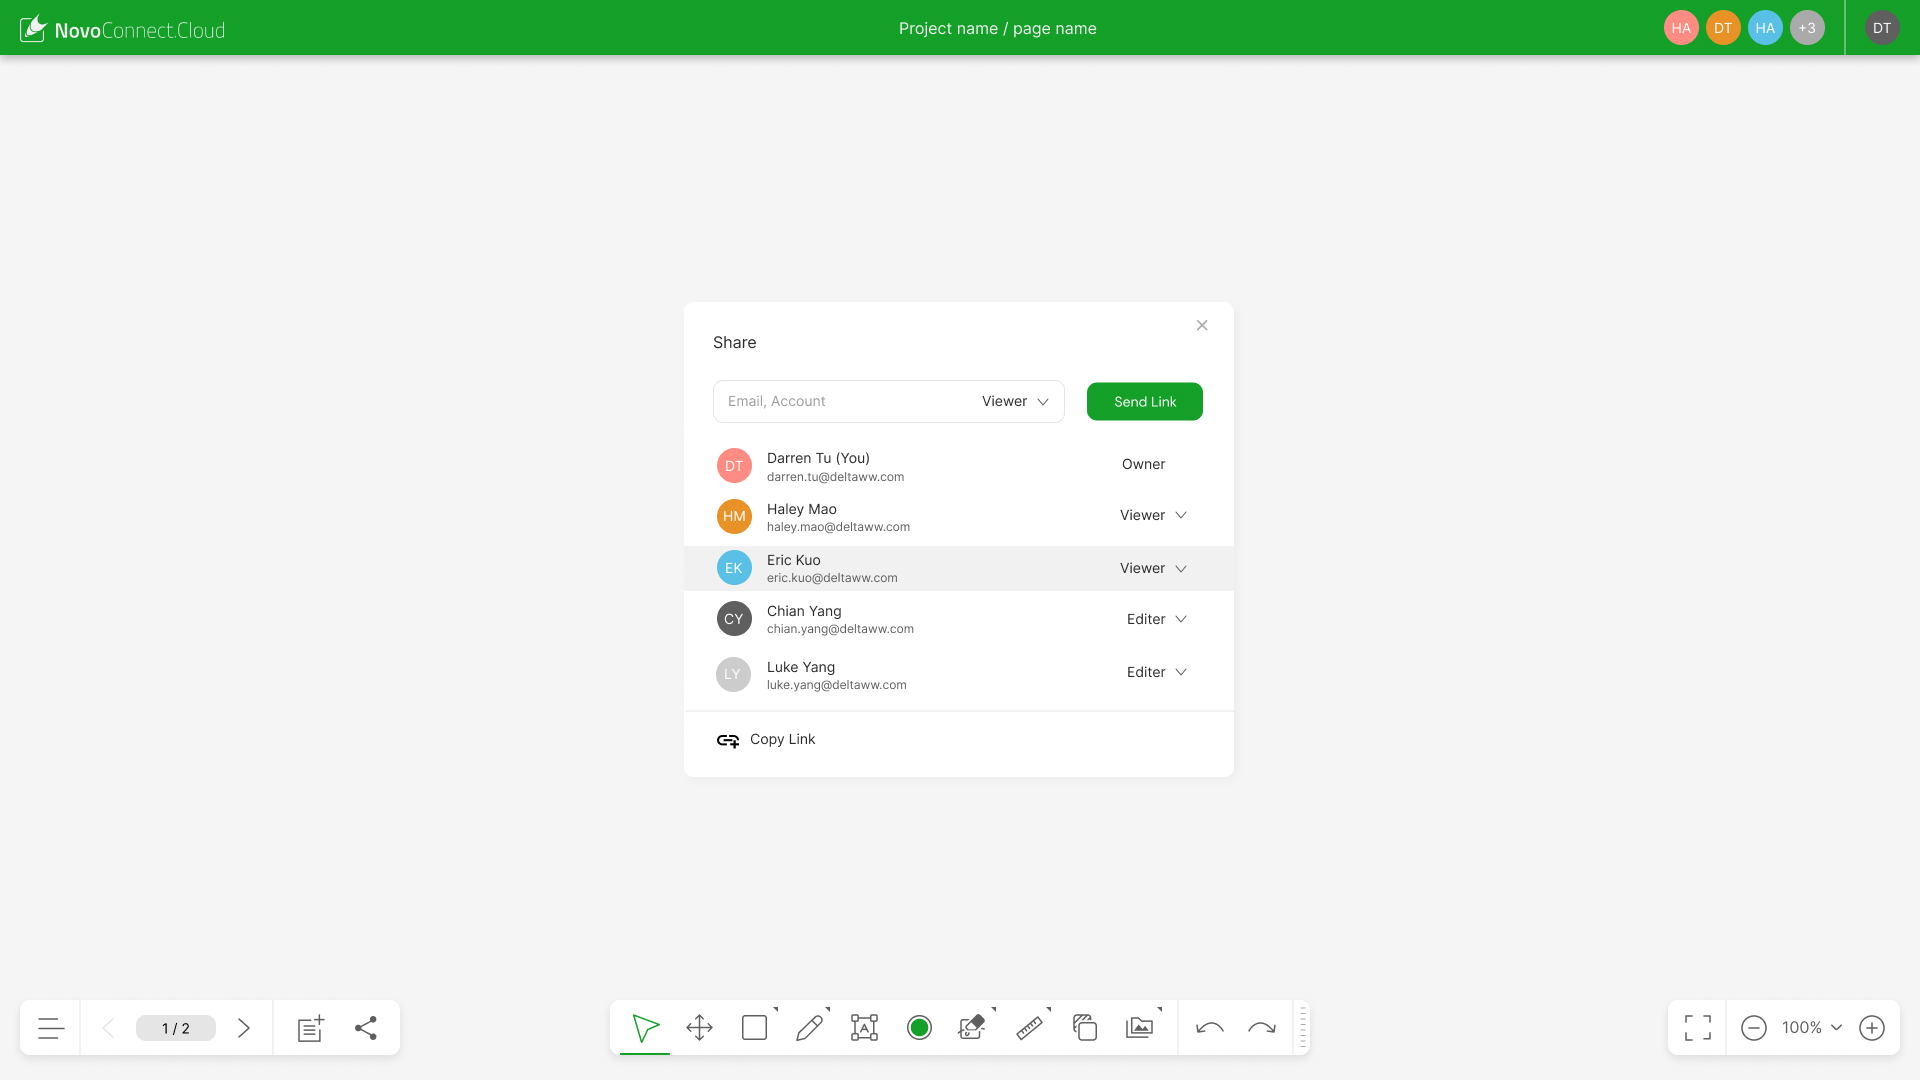 NovoConnect.Cloud
Project name / page name
HA DT HA +3 DT
Share
Email, Account Viewer Send Link
DT Darren Tu (You) Owner
darren.tu@deltaww.com
HM Haley Mao Viewer
haley.mao@deltaww.com
EK Eric Kuo Viewer
eric.kuo@deltaww.com
CY Chian Yang Editer
chian.yang@deltaww.com
LY Luke Yang Editer
luke.yang@deltaww.com
Copy Link
1 / 2 A 100%